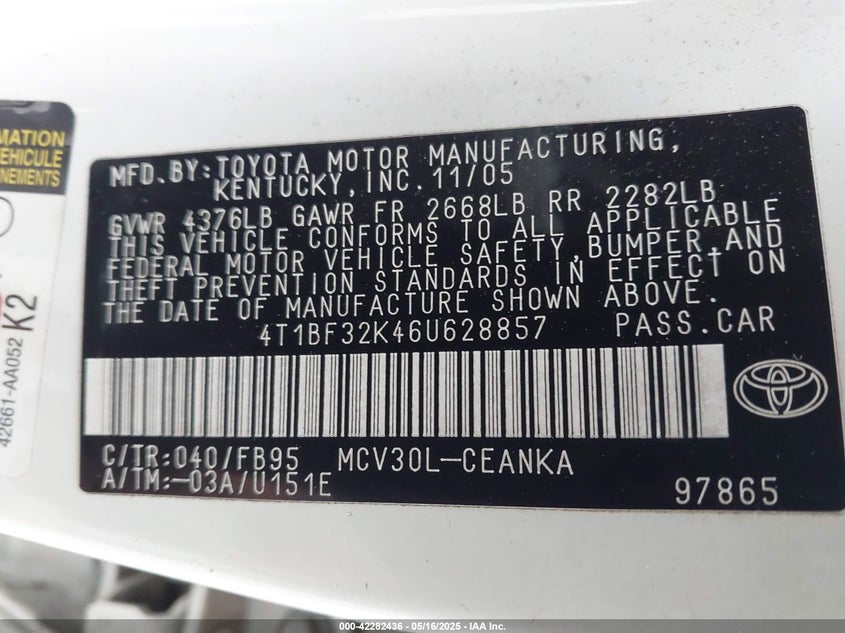 MATION
EHICULE
NEMENTS
K2
42661-AA052
MFD.BY:TOYOTA MOTOR MANUFACTURING,
KENTUCKY,INC.11/05
GVWR 4376LB GAWR FR 2668LB RR 2282LB
THIS VEHICLE CONFORMS TO ALL APPLICABLE
FEDERAL MOTOR VEHICLE SAFETY,BUMPER,AND
THEFT PREVENTION STANDARDS IN EFFECT ON
THE DATE OF MANUFACTURE SHOWN ABOVE.
4T1BF32K46U628857 PASS.CAR
C/TR:040/FB95 MCV30L-CEANKA
A/TM:-03A/U151E 97865
000-42282436 - 05/16/2025 - IAA Inc.